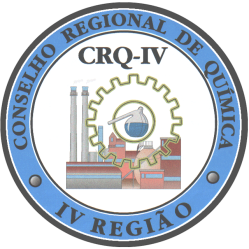 CONSELHO REGIONAL DE QUÍMICA
CRQ-IV
IV REGIÃO